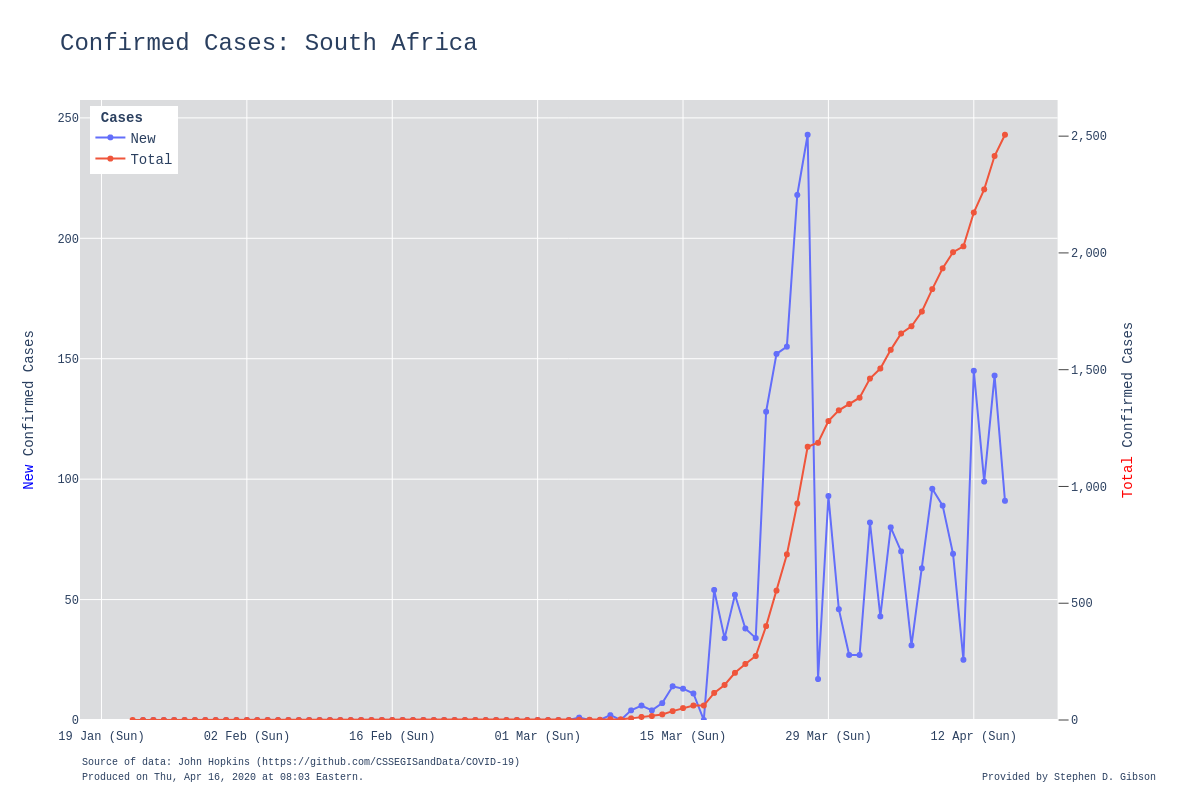 Confirmed Cases: South Africa
Cases
New
Total
250
200
150
100
50
0
New Confirmed Cases
2,500
2,000
1,500
1,000
500
0
Total Confirmed Cases
19 Jan (Sun) 02 Feb (Sun) 16 Feb (Sun) 01 Mar (Sun) 15 Mar (Sun) 29 Mar (Sun) 12 Apr (Sun)
Source of data: John Hopkins (https://github.com/CSSEGISandData/COVID-19)
Produced on Thu, Apr 16, 2020 at 08:03 Eastern.
Provided by Stephen D. Gibson